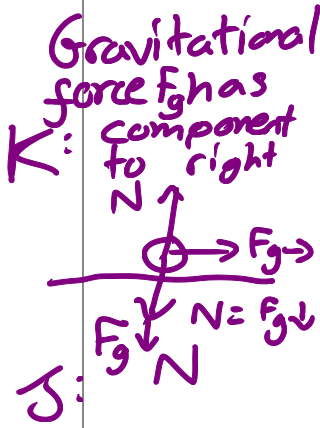 Gravitational
force Fg has
K: component
to right
N
Fg→
N = Fg↓
Fg
N
J: